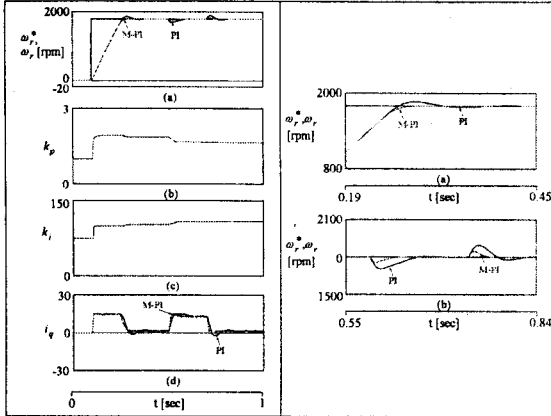 2000
ω_r^*,
ω_r [rpm]
M-PI
PI
0
-20
(a)
3
k_p
0
(b)
150
k_i
0
(c)
30
M-PI
i_q 0
PI
-30
(d)
0 t [sec] 1
2000
ω_r^*,ω_r
[rpm]
M-PI
PI
800
(a)
0.19 t [sec] 0.45
2100
ω_r^*,ω_r 0
[rpm]
PI
M-PI
1500
(b)
0.55 t [sec] 0.84